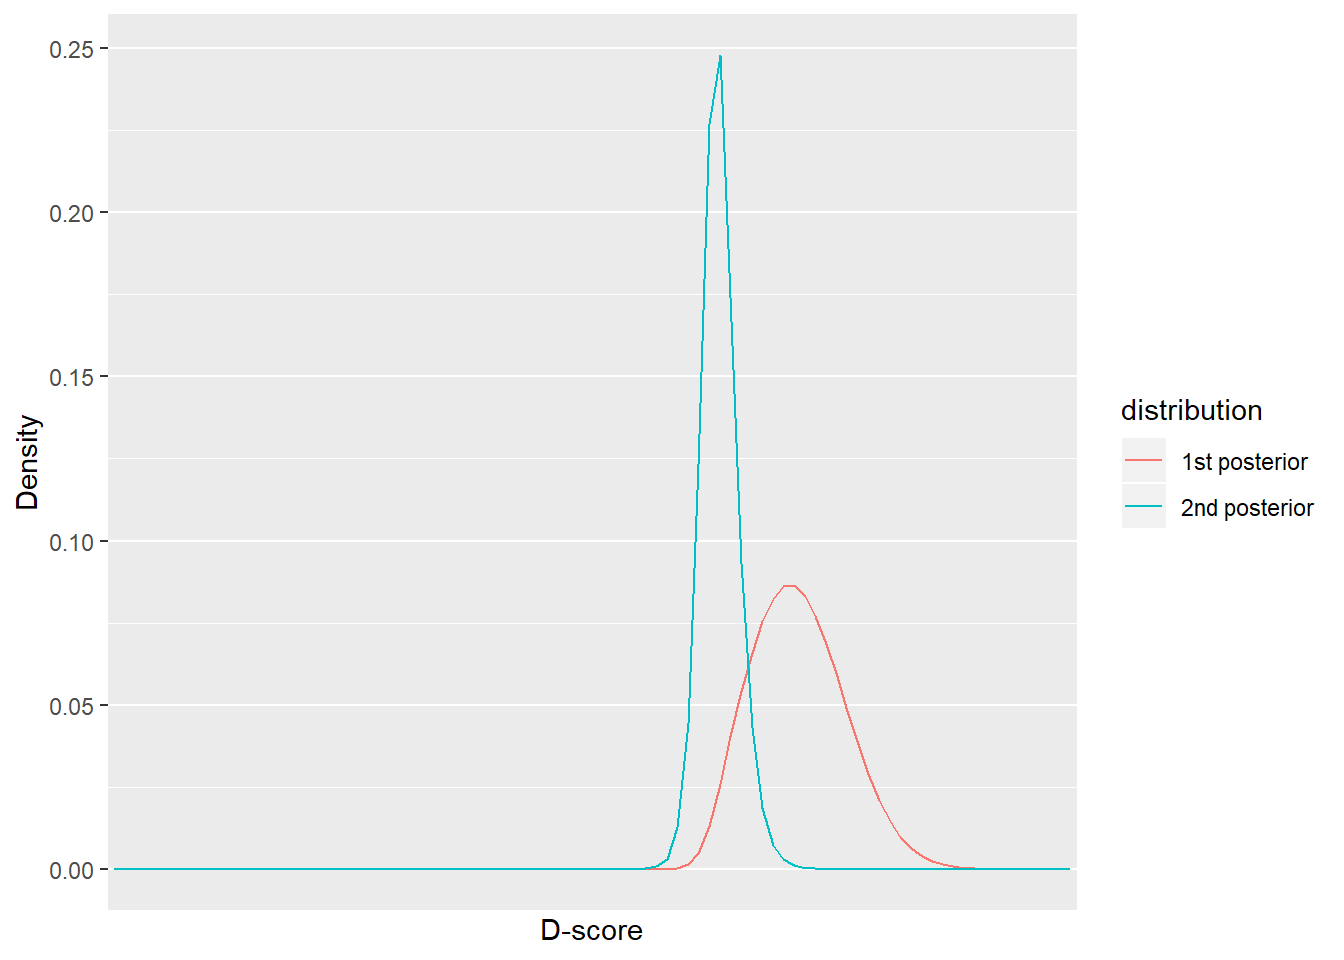 0.25
0.20
0.15
0.10
0.05
0.00
Density
D-score
distribution
1st posterior
2nd posterior